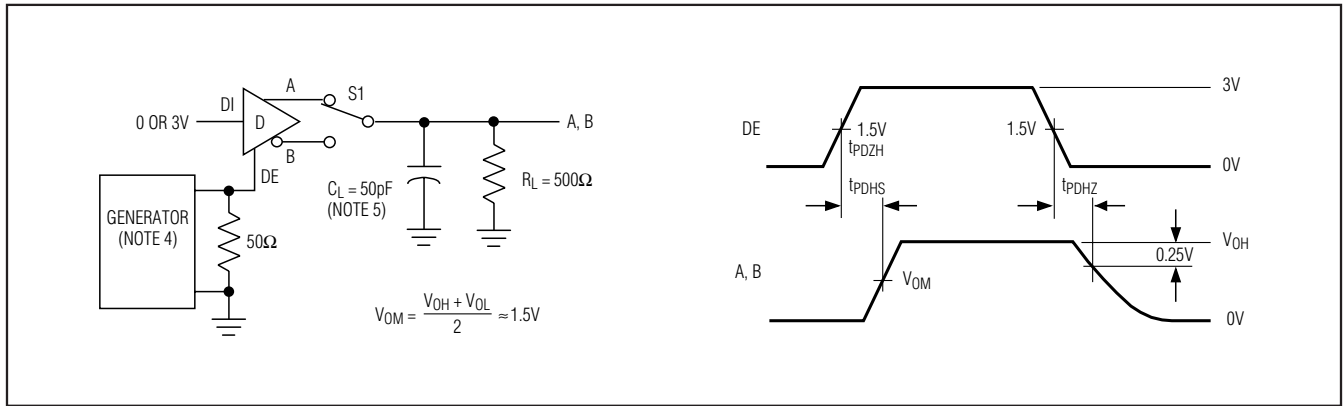 A
S1
DI
0 OR 3V
D
A, B
B
DE
C_L = 50pF
(NOTE 5)
R_L = 500Ω
GENERATOR
(NOTE 4)
50Ω
V_OM = (V_OH + V_OL) / 2 ≈ 1.5V
3V
DE
1.5V
1.5V
t_PDZH
0V
t_PDHS
t_PDHZ
V_OH
0.25V
A, B
V_OM
0V